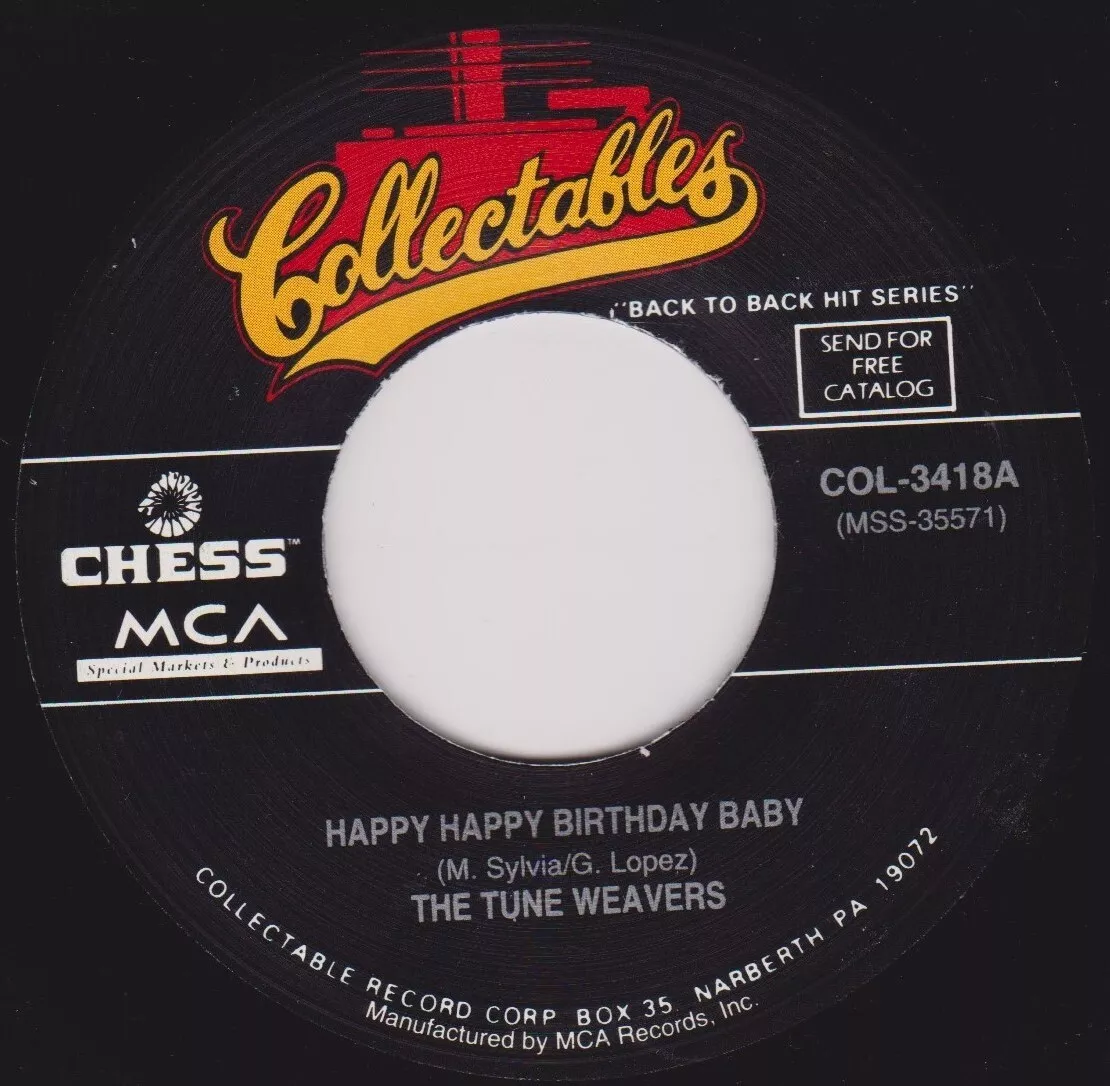 Collectables
"BACK TO BACK HIT SERIES"
SEND FOR
FREE
CATALOG
CHESS™
MCA
Special Markets & Products
COL-3418A
(MSS-35571)
HAPPY HAPPY BIRTHDAY BABY
(M. Sylvia/G. Lopez)
THE TUNE WEAVERS
COLLECTABLE RECORD CORP BOX 35 NARBERTH PA 19072
Manufactured by MCA Records, Inc.